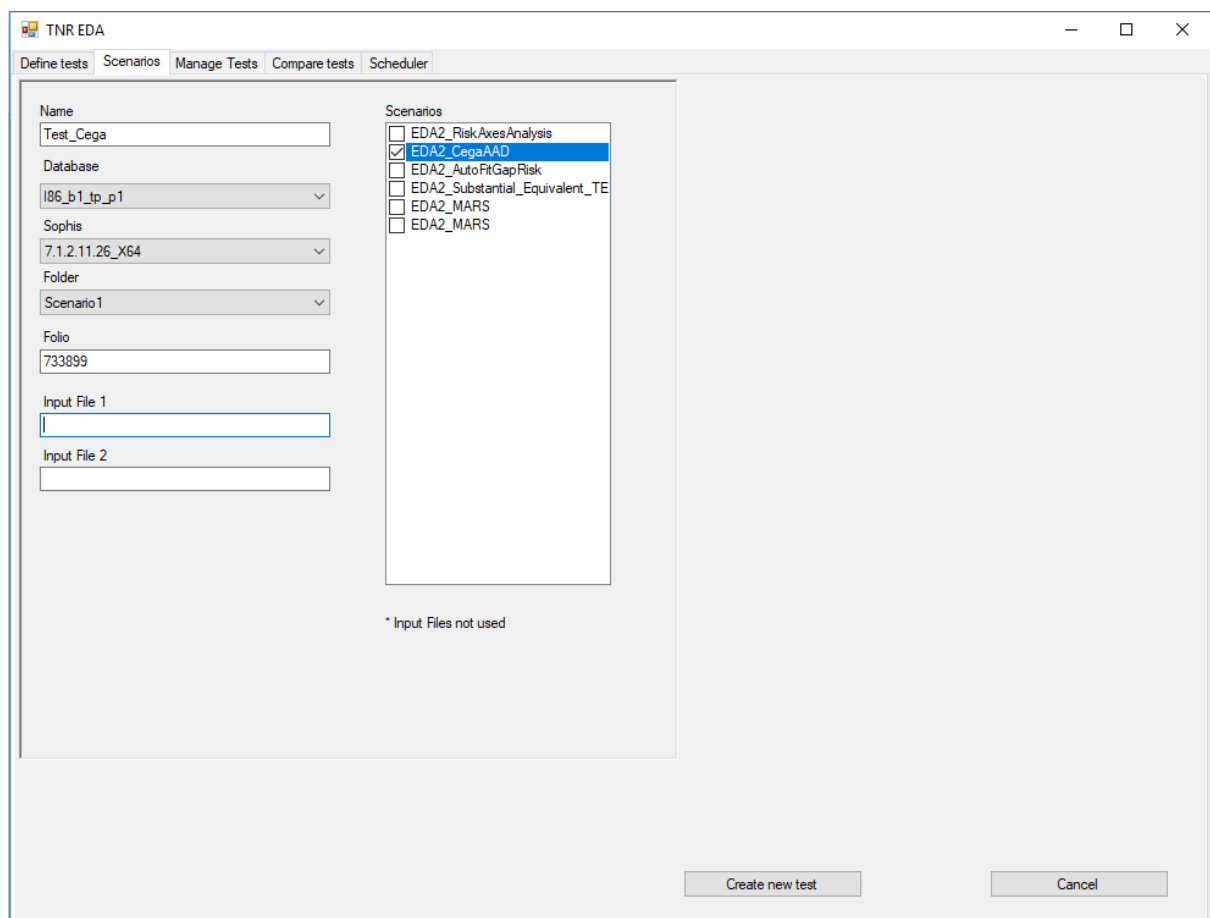 TNR EDA
Define tests Scenarios Manage Tests Compare tests Scheduler
Name
Test_Cega
Database
I86_b1_tp_p1
Sophis
7.1.2.11.26_X64
Folder
Scenario1
Folio
733899
Input File 1
Input File 2
Scenarios
EDA2_RiskAxesAnalysis
EDA2_CegaAAD
EDA2_AutoFitGapRisk
EDA2_Substantial_Equivalent_TE
EDA2_MARS
EDA2_MARS
* Input Files not used
Create new test Cancel